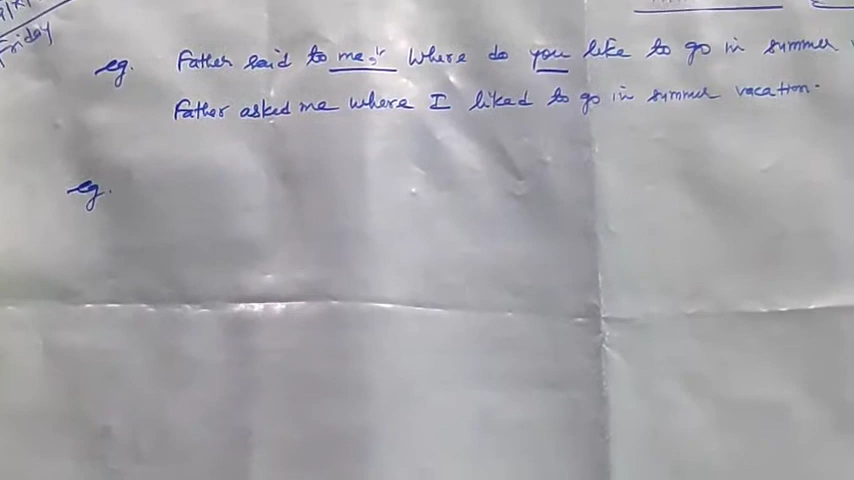 Friday
eg. Father said to me, " Where do you like to go in summer
Father asked me where I liked to go in summer vacation.
eg.